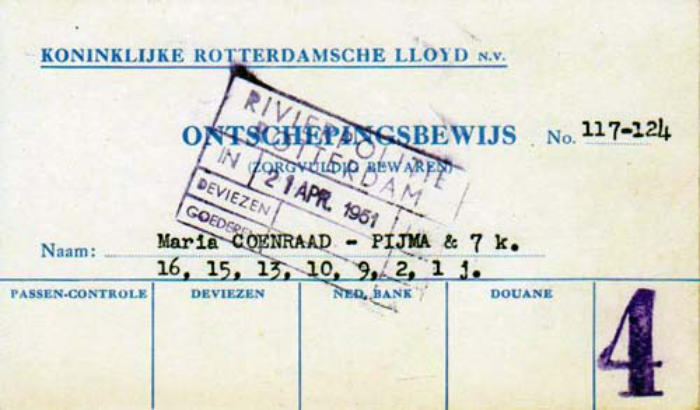 KONINKLIJKE ROTTERDAMSCHE LLOYD N.V.
ONTSCHEPINGSBEWIJS No. 117-124
(ZORGVULDIG BEWAREN)
RIVIERPOLITIE
ROTTERDAM
IN 21 APR. 1951
DEVIEZEN
GOEDEREN
Naam: Maria COENRAAD - PIJMA & 7 k.
16, 15, 13, 10, 9, 2, 1 j.
PASSEN-CONTROLE DEVIEZEN NED. BANK DOUANE
4